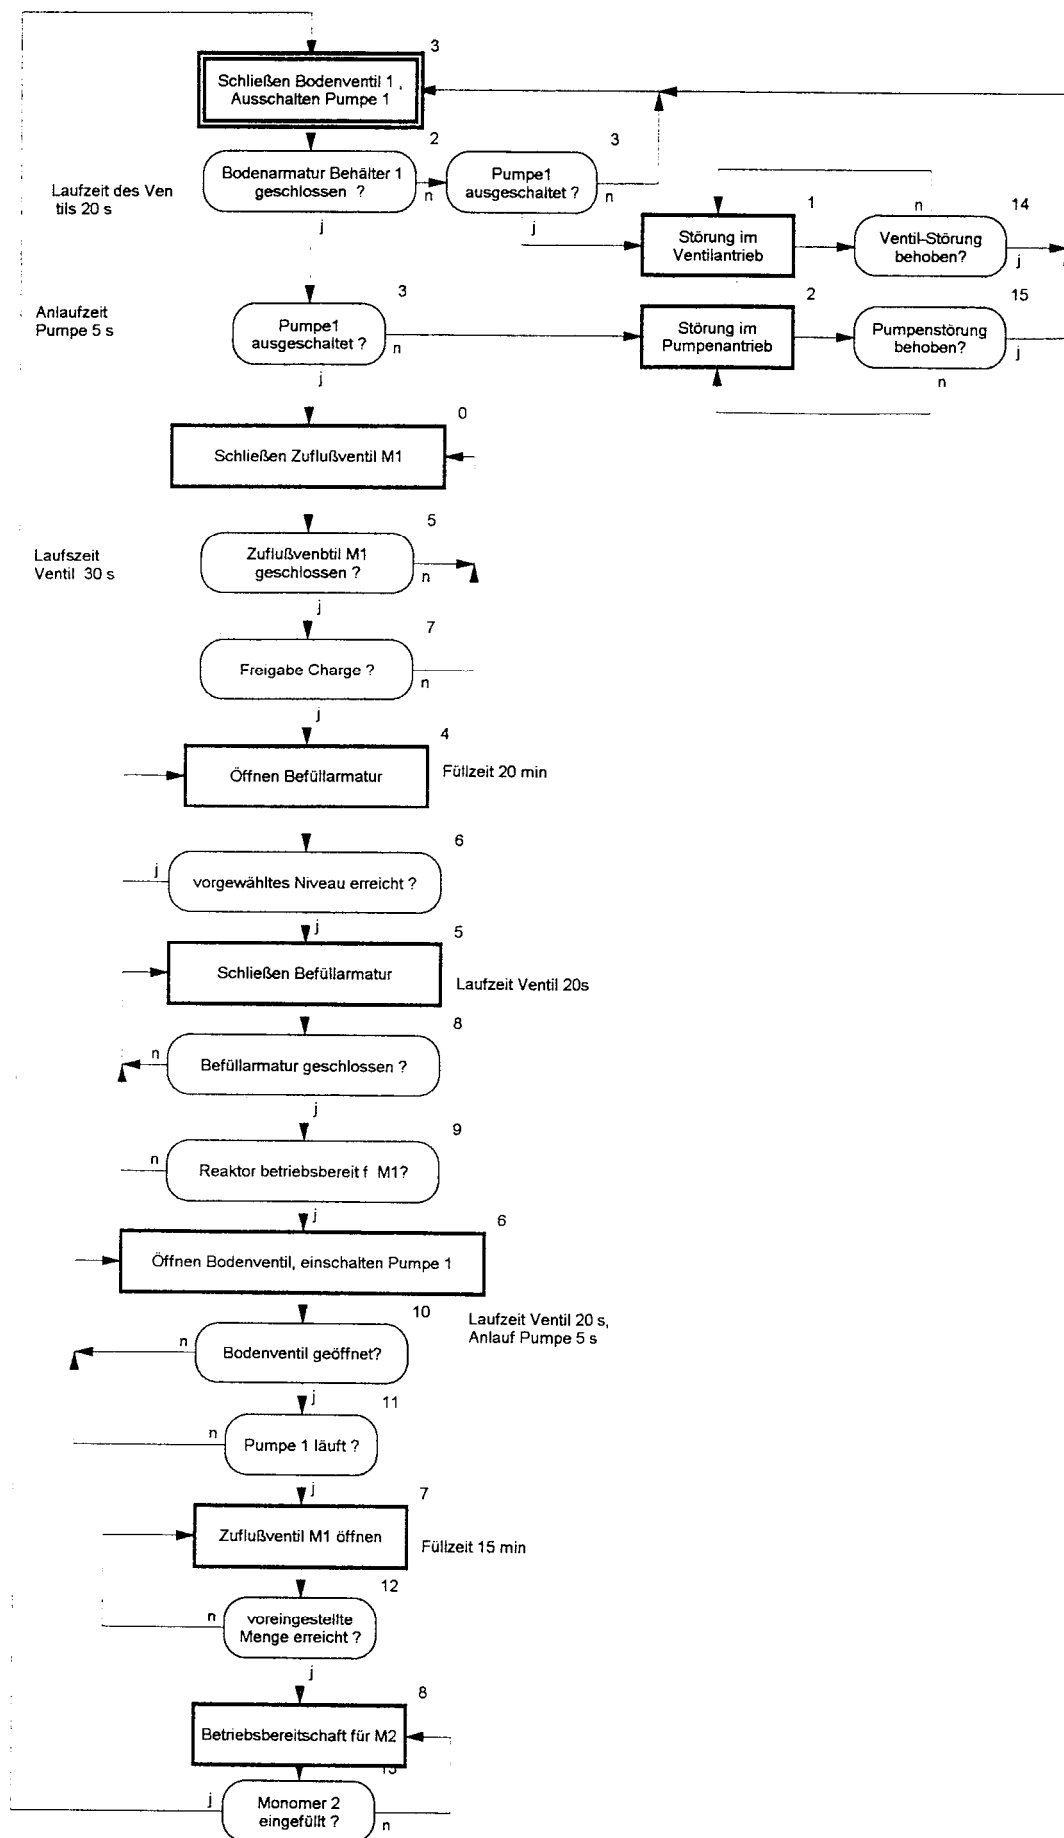 3
Schließen Bodenventil 1 ,
Ausschalten Pumpe 1
2
3
Bodenarmatur Behälter 1
geschlossen ?
n
j
Pumpe1
ausgeschaltet ?
n
j
Laufzeit des Ven
tils 20 s
1
Störung im
Ventilantrieb
n
14
Ventil-Störung
behoben?
j
Anlaufzeit
Pumpe 5 s
3
Pumpe1
ausgeschaltet ?
n
j
2
Störung im
Pumpenantrieb
15
Pumpenstörung
behoben?
j
n
0
Schließen Zuflußventil M1
5
Laufszeit
Ventil 30 s
Zuflußvenbtil M1
geschlossen ?
n
j
7
Freigabe Charge ?
n
j
4
Öffnen Befüllarmatur
Füllzeit 20 min
6
j
vorgewähltes Niveau erreicht ?
j
5
Schließen Befüllarmatur
Laufzeit Ventil 20s
8
n
Befüllarmatur geschlossen ?
j
9
n
Reaktor betriebsbereit f M1?
j
6
Öffnen Bodenventil, einschalten Pumpe 1
10
Laufzeit Ventil 20 s,
Anlauf Pumpe 5 s
n
Bodenventil geöffnet?
j
11
n
Pumpe 1 läuft ?
j
7
Zuflußventil M1 öffnen
Füllzeit 15 min
12
n
voreingestellte
Menge erreicht ?
j
8
Betriebsbereitschaft für M2
13
j
Monomer 2
eingefüllt ?
n